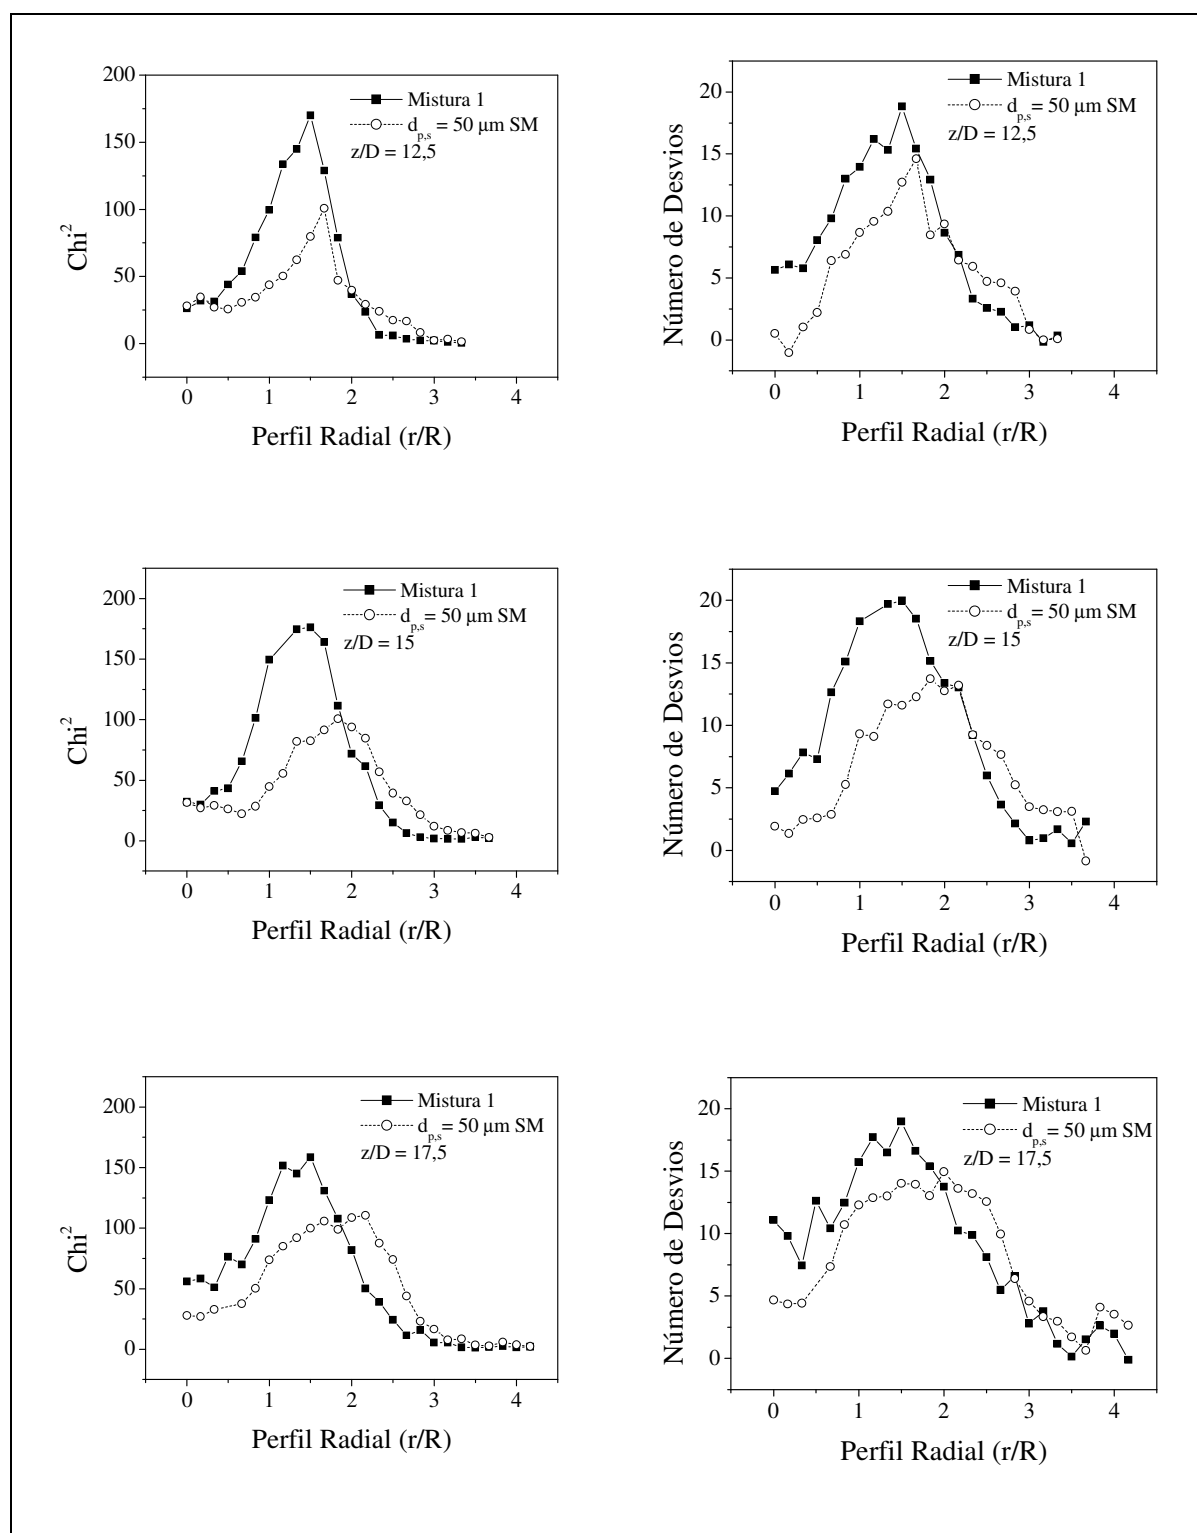 200
150
100
50
0
Chi²
Mistura 1
d_p,s = 50 µm SM
z/D = 12,5
0 1 2 3 4
Perfil Radial (r/R)
20
15
10
5
0
Número de Desvios
Mistura 1
d_p,s = 50 µm SM
z/D = 12,5
0 1 2 3 4
Perfil Radial (r/R)
200
150
100
50
0
Chi²
Mistura 1
d_p,s = 50 µm SM
z/D = 15
0 1 2 3 4
Perfil Radial (r/R)
20
15
10
5
0
Número de Desvios
Mistura 1
d_p,s = 50 µm SM
z/D = 15
0 1 2 3 4
Perfil Radial (r/R)
200
150
100
50
0
Chi²
Mistura 1
d_p,s = 50 µm SM
z/D = 17,5
0 1 2 3 4
Perfil Radial (r/R)
20
15
10
5
0
Número de Desvios
Mistura 1
d_p,s = 50 µm SM
z/D = 17,5
0 1 2 3 4
Perfil Radial (r/R)